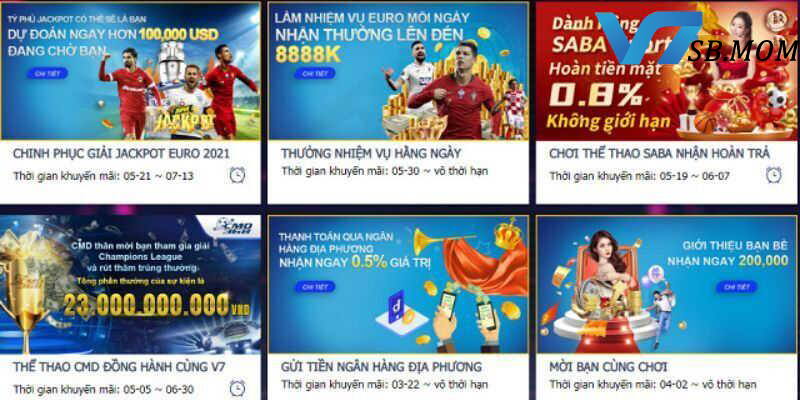 TỶ PHÚ JACKPOT CÓ THỂ SẼ LÀ BẠN
DỰ ĐOÁN NGAY HƠN 100,000 USD
ĐANG CHỜ BẠN
CHI TIẾT
JACKPOT
CHINH PHỤC GIẢI JACKPOT EURO 2021
Thời gian khuyến mãi: 05-21 ~ 07-13
LÀM NHIỆM VỤ EURO MỖI NGÀY
NHẬN THƯỞNG LÊN ĐẾN
8888K
CHI TIẾT
THƯỞNG NHIỆM VỤ HẰNG NGÀY
Thời gian khuyến mãi: 05-30 ~ vô thời hạn
V7
SB.MOM
SABA
Hoàn tiền mặt
0.8%
Không giới hạn
CHƠI THỂ THAO SABA NHẬN HOÀN TRẢ
Thời gian khuyến mãi: 05-19 ~ 06-07
CMD
368
CMD thân mời bạn tham gia giải
Champions League
và rút thăm trúng thưởng
Tổng phần thưởng của sự kiện là
23,000,000,000 VND
THỂ THAO CMD ĐỒNG HÀNH CÙNG V7
Thời gian khuyến mãi: 05-05 ~ 06-30
THANH TOÁN QUA NGÂN
HÀNG ĐỊA PHƯƠNG
NHẬN NGAY 0.5% GIÁ TRỊ
CHI TIẾT
GỬI TIỀN NGÂN HÀNG ĐỊA PHƯƠNG
Thời gian khuyến mãi: 03-22 ~ vô thời hạn
GIỚI THIỆU BẠN BÈ
NHẬN NGAY 200,000
CHI TIẾT
MỜI BẠN CÙNG CHƠI
Thời gian khuyến mãi: 04-02 ~ vô thời hạn